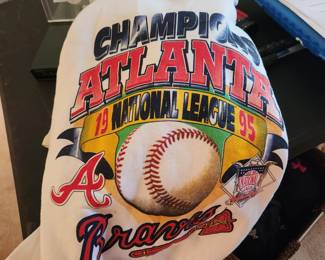 CHAMPIONS
ATLANTA
19 NATIONAL LEAGUE 95
A
Braves